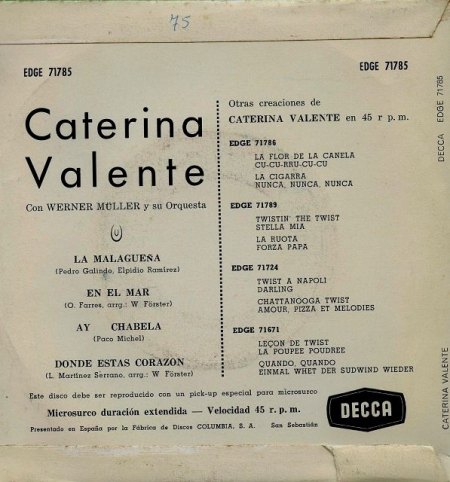 75
EDGE 71785
EDGE 71785
Caterina
Valente
Con WERNER MÜLLER y su Orquesta
LA MALAGUEÑA
(Pedro Galindo, Elpidio Ramírez)
EN EL MAR
(O. Farres, arrg.: W Förster)
AY CHABELA
(Paco Michel)
DONDE ESTAS CORAZON
(L. Martínez Serrano, arrg.: W Förster)
Otras creaciones de
CATERINA VALENTE en 45 r p. m.
EDGE 71786
LA FLOR DE LA CANELA
CU-CU-RRU-CU-CU
LA CIGARRA
NUNCA, NUNCA, NUNCA
EDGE 71789
TWISTIN' THE TWIST
STELLA MIA
LA RUOTA
FORZA PAPA
EDGE 71724
TWIST A NAPOLI
DARLING
CHATTANOOGA TWIST
AMOUR, PIZZA ET MELODIES
EDGE 71671
LEÇON DE TWIST
LA POUPEE POUDREE
QUANDO, QUANDO
EINMAL WHET DER SUDWIND WIEDER
Este disco debe ser reproducido con un pick-up especial para microsurco
Microsurco duración extendida — Velocidad 45 r. p. m.
Presentado en España por la Fábrica de Discos COLUMBIA, S. A. San Sebastián
DECCA
DECCA EDGE 71785
CATERINA VALENTE